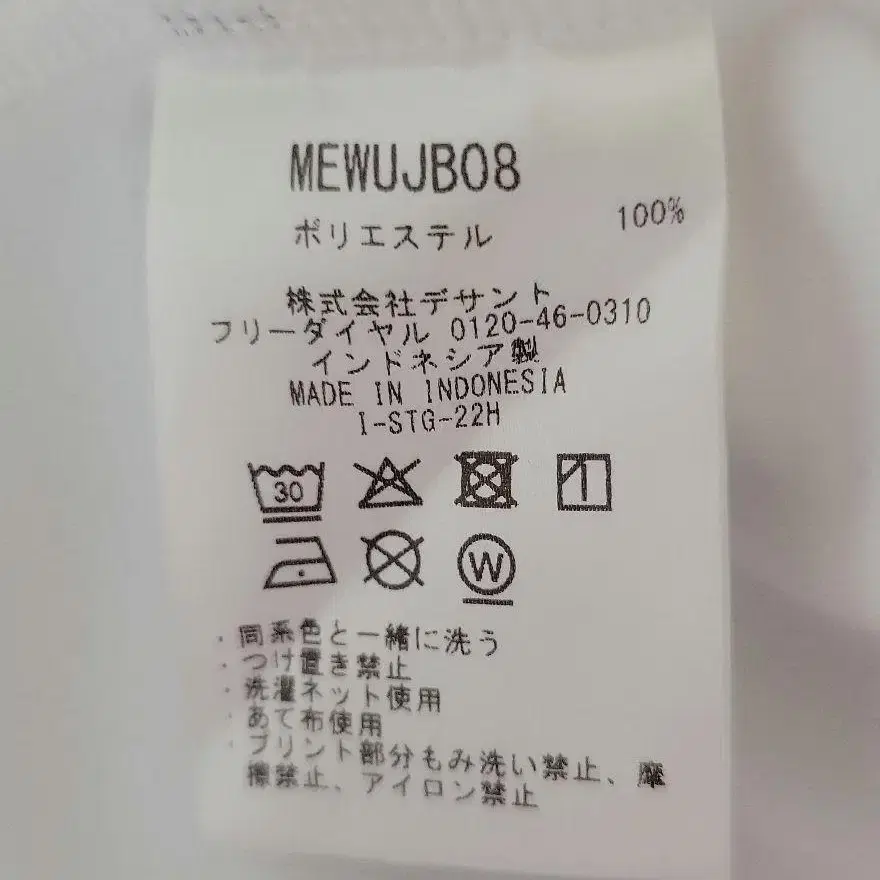 MEWUJB08
ポリエステル 100%
株式会社デサント
フリーダイヤル 0120-46-0310
インドネシア製
MADE IN INDONESIA
I-STG-22H
30
W
・同系色と一緒に洗う
・つけ置き禁止
・洗濯ネット使用
・あて布使用
・プリント部分もみ洗い禁止、摩
擦禁止、アイロン禁止